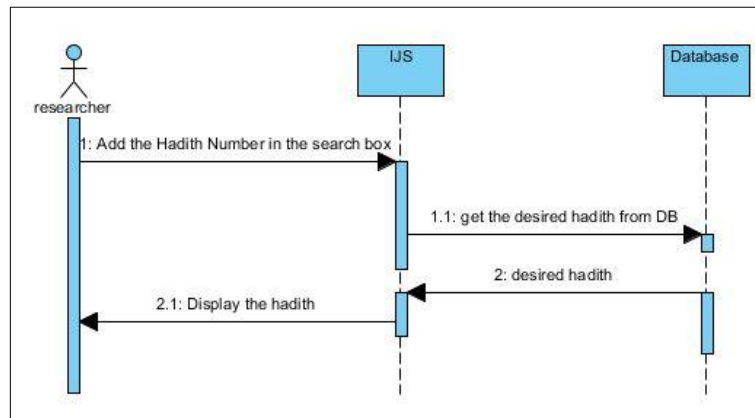 IJS
Database
researcher
1: Add the Hadith Number in the search box
1.1: get the desired hadith from DB
2: desired hadith
2.1: Display the hadith